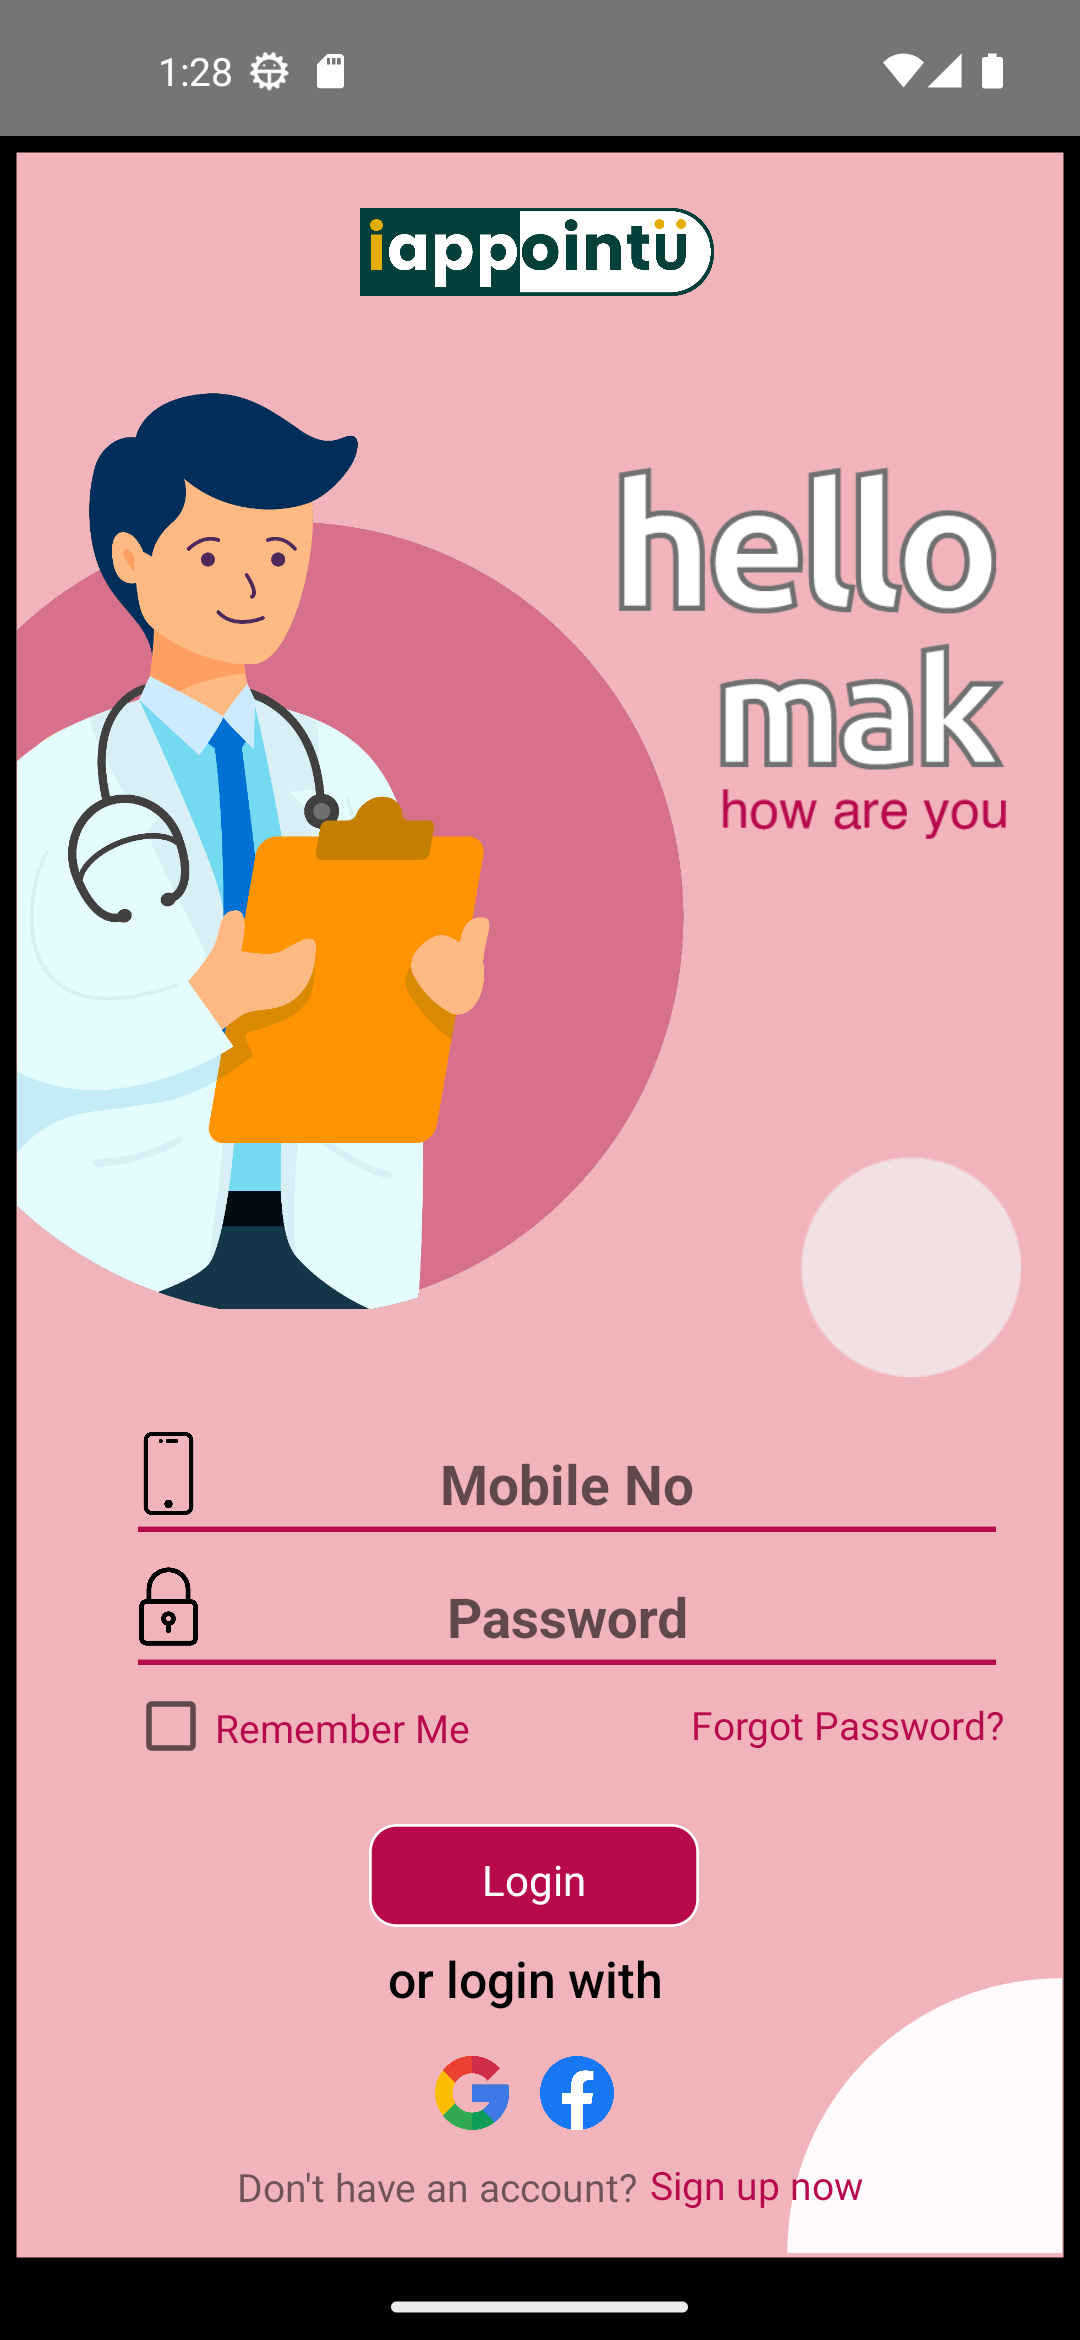 1:28
iappointü
hello
mak
how are you
Mobile No
Password
Remember Me
Forgot Password?
Login
or login with
Don't have an account? Sign up now